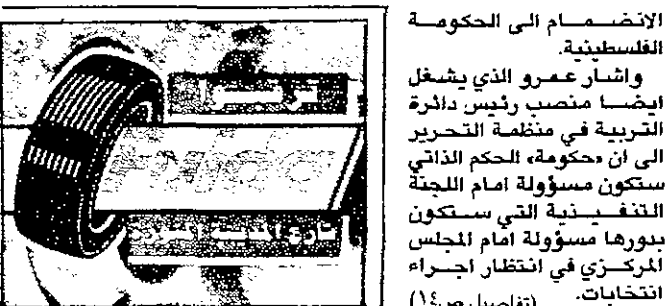 الانضمام الى الحكومة
الفلسطينية.
واشار عمرو الذي يشغل
ايضا منصب رئيس دائرة
التربية في منظمة التحرير
الى ان «حكومة» الحكم الذاتي
ستكون مسؤولة امام اللجنة
التنفيذية التي ستكون
بدورها مسؤولة امام المجلس
المركزي في انتظار اجراء
انتخابات. (تفاصيل ص١٤)